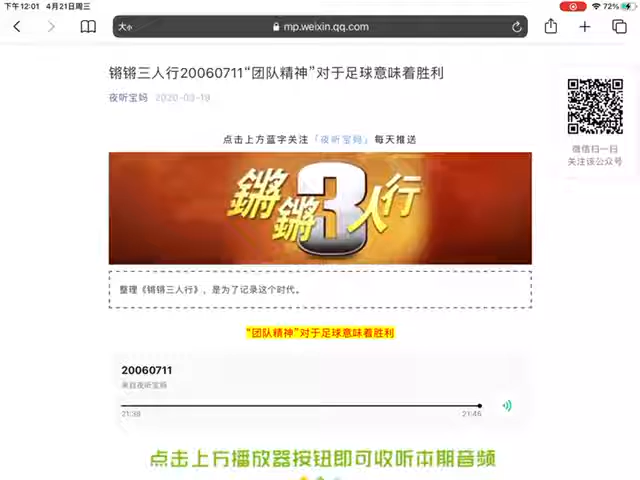 下午12:01 4月21日周三
72%
大小
mp.weixin.qq.com
锵锵三人行20060711“团队精神”对于足球意味着胜利
夜听宝妈 2020-03-19
微信扫一扫
关注该公众号
点击上方蓝字关注「夜听宝妈」每天推送
锵锵3人行
整理《锵锵三人行》，是为了记录这个时代。
“团队精神”对于足球意味着胜利
20060711
来自夜听宝妈
21:38
21:46
点击上方播放器按钮即可收听本期音频